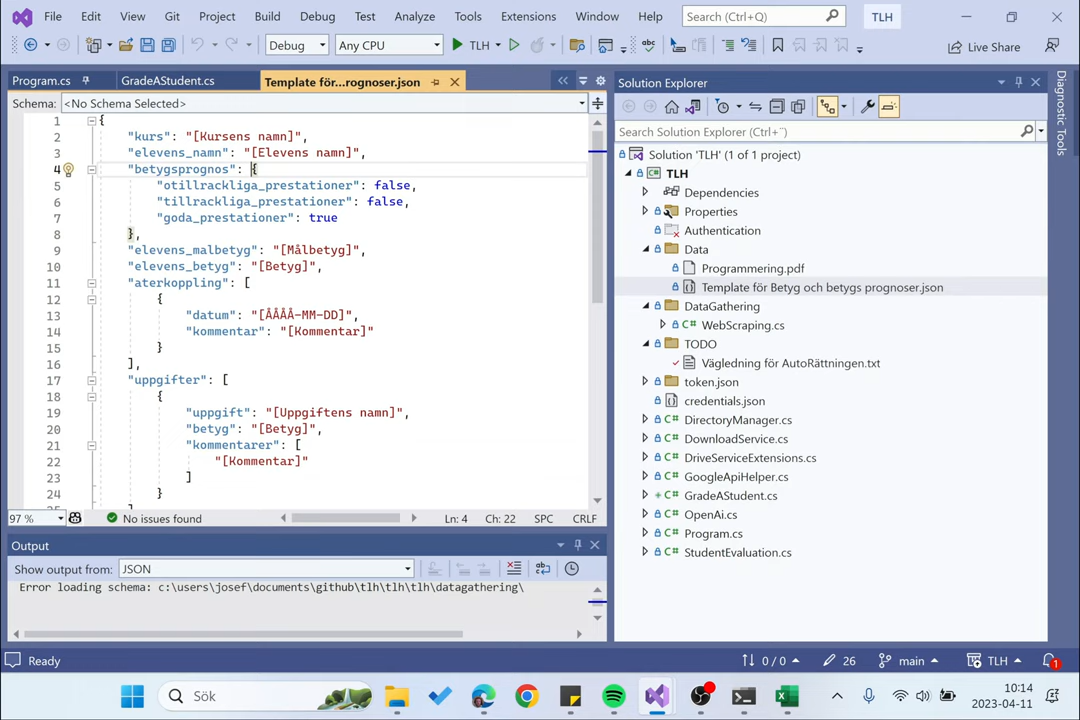 File Edit View Git Project Build Debug Test Analyze Tools Extensions Window Help Search (Ctrl+Q) TLH
Debug Any CPU TLH Live Share
Program.cs GradeAStudent.cs Template för...rognoser.json
Schema: <No Schema Selected>
1 {
2 "kurs": "[Kursens namn]",
3 "elevens_namn": "[Elevens namn]",
4 "betygsprognos": {
5 "otillrackliga_prestationer": false,
6 "tillrackliga_prestationer": false,
7 "goda_prestationer": true
8 },
9 "elevens_malbetyg": "[Målbetyg]",
10 "elevens_betyg": "[Betyg]",
11 "aterkoppling": [
12 {
13 "datum": "[ÅÅÅÅ-MM-DD]",
14 "kommentar": "[Kommentar]"
15 }
16 ],
17 "uppgifter": [
18 {
19 "uppgift": "[Uppgiftens namn]",
20 "betyg": "[Betyg]",
21 "kommentarer": [
22 "[Kommentar]"
23 ]
24 }
97 % No issues found Ln: 4 Ch: 22 SPC CRLF
Output
Show output from: JSON
Error loading schema: c:\users\josef\documents\github\tlh\tlh\tlh\datagathering\
Solution Explorer
Search Solution Explorer (Ctrl+¨)
Solution 'TLH' (1 of 1 project)
TLH
Dependencies
Properties
Authentication
Data
Programmering.pdf
Template för Betyg och betygs prognoser.json
DataGathering
WebScraping.cs
TODO
Vägledning för AutoRättningen.txt
token.json
credentials.json
DirectoryManager.cs
DownloadService.cs
DriveServiceExtensions.cs
GoogleApiHelper.cs
GradeAStudent.cs
OpenAi.cs
Program.cs
StudentEvaluation.cs
Diagnostic Tools
Ready 0 / 0 26 main TLH 1
Sök
10:14
2023-04-11